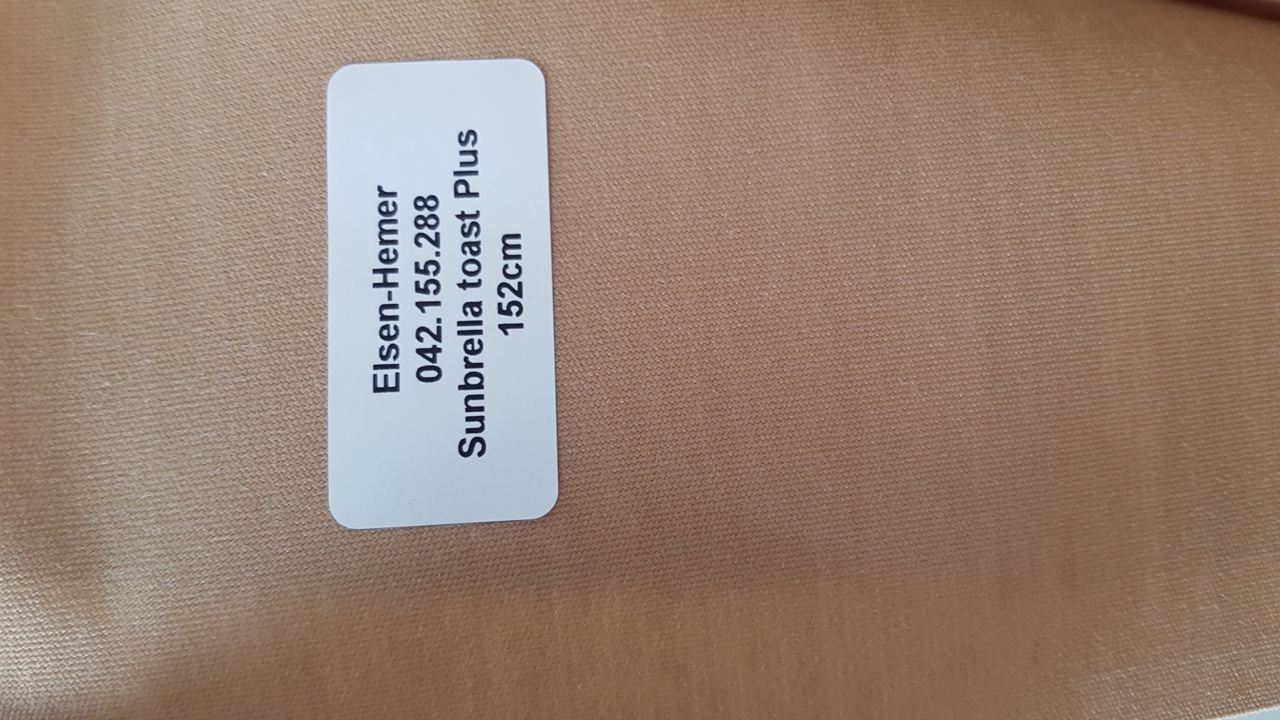 Elsen-Hemer
042.155.288
Sunbrella toast Plus
152cm